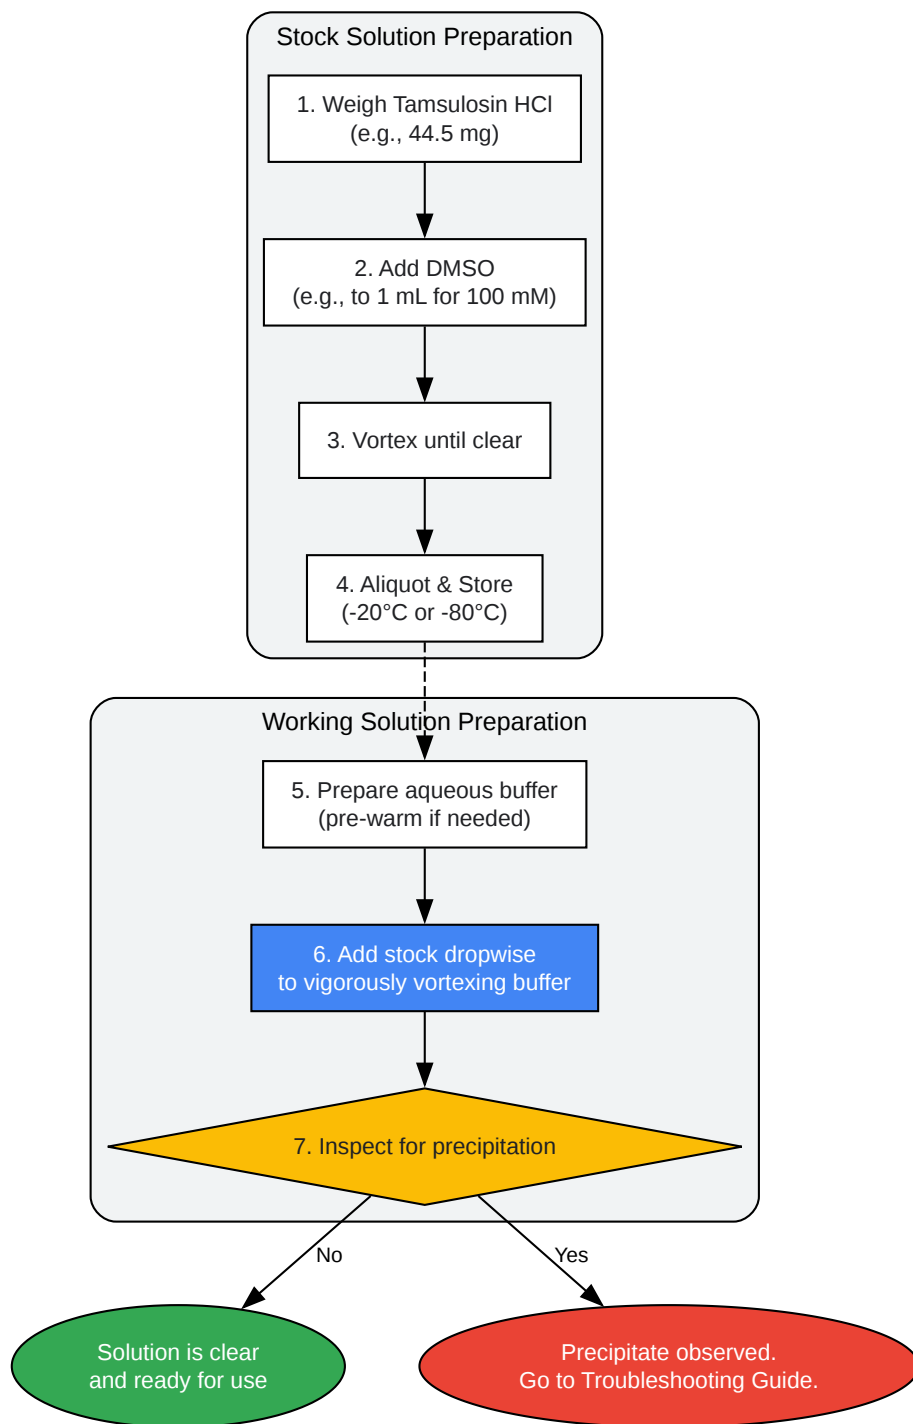 Stock Solution Preparation
1. Weigh Tamsulosin HCl
(e.g., 44.5 mg)
2. Add DMSO
(e.g., to 1 mL for 100 mM)
3. Vortex until clear
4. Aliquot & Store
(-20°C or -80°C)
Working Solution Preparation
5. Prepare aqueous buffer
(pre-warm if needed)
6. Add stock dropwise
to vigorously vortexing buffer
7. Inspect for precipitation
No
Yes
Solution is clear
and ready for use
Precipitate observed.
Go to Troubleshooting Guide.